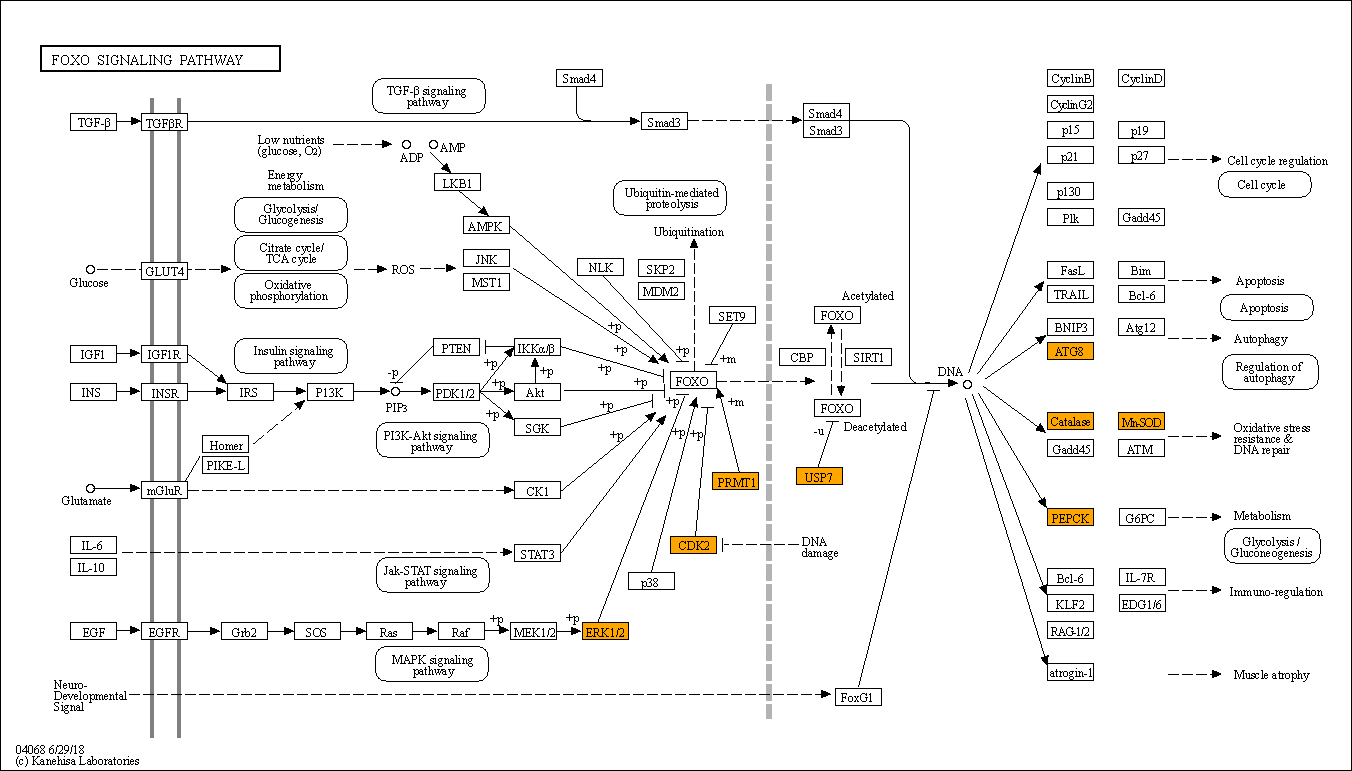 FOXO SIGNALING PATHWAY
Smad4
CyclinB
CyclinD
TGF-β signaling
pathway
CyclinG2
TGF-β
TGFβR
Smad3
Smad4
Smad3
p15
p19
Low nutrients
(glucose, O2)
ADP
AMP
p21
p27
Cell cycle regulation
Energy
metabolism
LKB1
Cell cycle
Ubiquitin-mediated
proteolysis
p130
Glycolysis/
Glucogenesis
AMPK
Plk
Gadd45
Ubiquitination
Citrate cycle/
TCA cycle
JNK
MST1
NLK
SKP2
MDM2
Glucose
GLUT4
ROS
FasL
Bim
Apoptosis
Oxidative
phosphorylation
TRAIL
Bcl-6
Apoptosis
Acetylated
FOXO
SET9
BNIP3
Atg12
Autophagy
+p
+p
+p
+m
ATG8
IGF1
IGF1R
Insulin signaling
pathway
PTEN
IKKα/β
CBP
SIRT1
Regulation of
autophagy
-p
+p
+p
+p
DNA
INS
INSR
IRS
P13K
PIP3
PDK1/2
+p
Akt
+p
FOXO
+p
+m
FOXO
Deacetylated
-u
PI3K-Akt signaling
pathway
+p
SGK
+p
+p
+p
Catalase
Mn-SOD
Oxidative stress
resistance &
DNA repair
Homer
PIKE-L
Gadd45
ATM
Glutamate
mGluR
CK1
PRMT1
USP7
PEPCK
G6PC
Metabolism
IL-6
IL-10
STAT3
CDK2
DNA
damage
Glycolysis /
Gluconeogenesis
Jak-STAT signaling
pathway
p38
Bcl-6
IL-7R
Immuno-regulation
KLF2
EDG1/6
EGF
EGFR
Grb2
SOS
Ras
Raf
+p
MEK1/2
+p
ERK1/2
RAG-1/2
MAPK signaling
pathway
atrogin-1
Muscle atrophy
Neuro-
Developmental
Signal
FoxG1
04068 6/29/18
(c) Kanehisa Laboratories